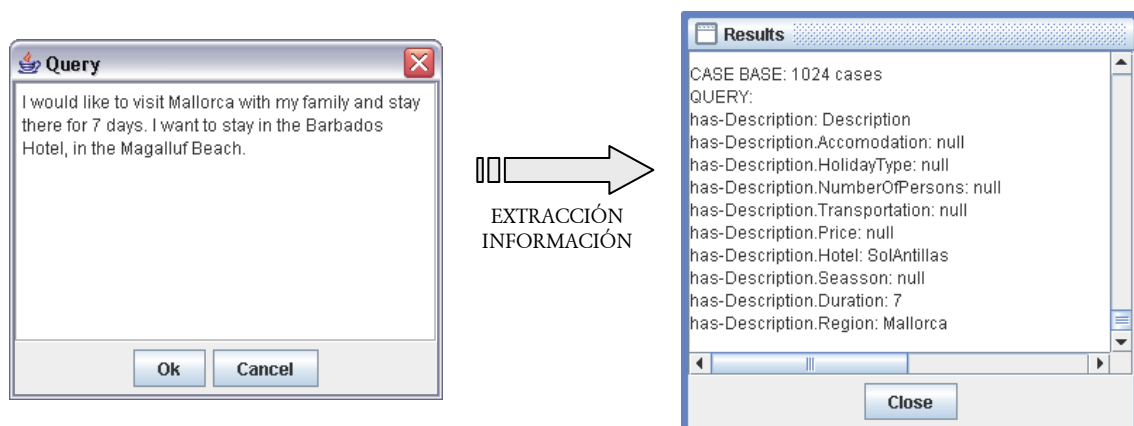 Query
I would like to visit Mallorca with my family and stay
there for 7 days. I want to stay in the Barbados
Hotel, in the Magalluf Beach.
Ok
Cancel
EXTRACCIÓN
INFORMACIÓN
Results
CASE BASE: 1024 cases
QUERY:
has-Description: Description
has-Description.Accomodation: null
has-Description.HolidayType: null
has-Description.NumberOfPersons: null
has-Description.Transportation: null
has-Description.Price: null
has-Description.Hotel: SolAntillas
has-Description.Seasson: null
has-Description.Duration: 7
has-Description.Region: Mallorca
Close